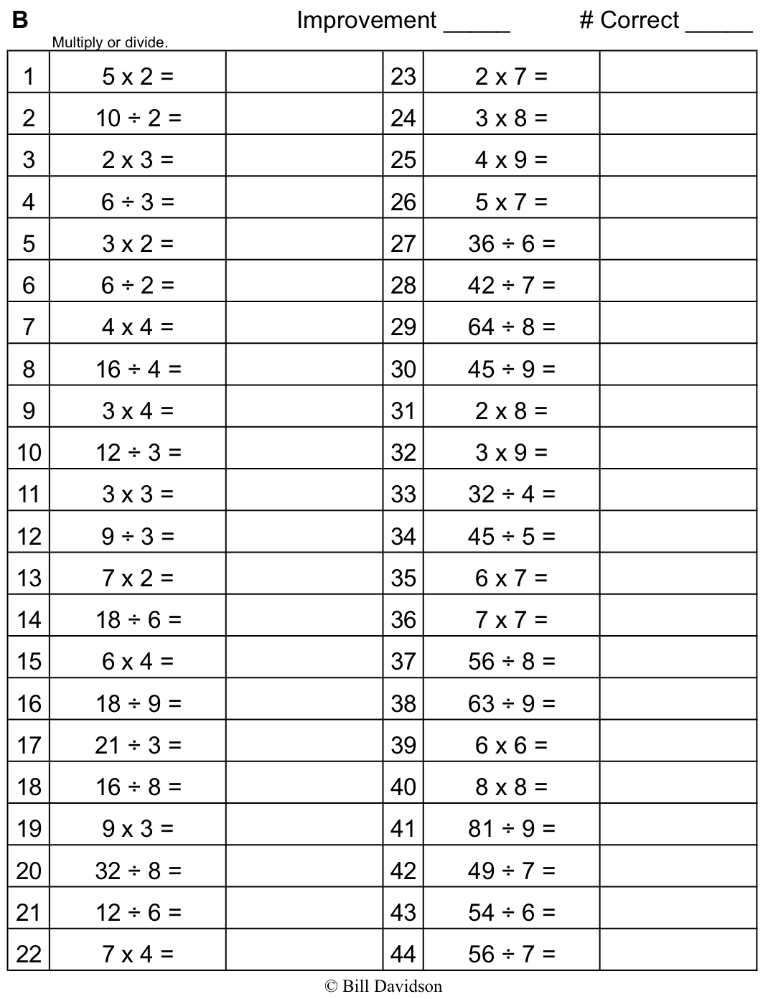 B Improvement _____ # Correct _____
Multiply or divide.
1 5 x 2 = 23 2 x 7 =
2 10 ÷ 2 = 24 3 x 8 =
3 2 x 3 = 25 4 x 9 =
4 6 ÷ 3 = 26 5 x 7 =
5 3 x 2 = 27 36 ÷ 6 =
6 6 ÷ 2 = 28 42 ÷ 7 =
7 4 x 4 = 29 64 ÷ 8 =
8 16 ÷ 4 = 30 45 ÷ 9 =
9 3 x 4 = 31 2 x 8 =
10 12 ÷ 3 = 32 3 x 9 =
11 3 x 3 = 33 32 ÷ 4 =
12 9 ÷ 3 = 34 45 ÷ 5 =
13 7 x 2 = 35 6 x 7 =
14 18 ÷ 6 = 36 7 x 7 =
15 6 x 4 = 37 56 ÷ 8 =
16 18 ÷ 9 = 38 63 ÷ 9 =
17 21 ÷ 3 = 39 6 x 6 =
18 16 ÷ 8 = 40 8 x 8 =
19 9 x 3 = 41 81 ÷ 9 =
20 32 ÷ 8 = 42 49 ÷ 7 =
21 12 ÷ 6 = 43 54 ÷ 6 =
22 7 x 4 = 44 56 ÷ 7 =
© Bill Davidson